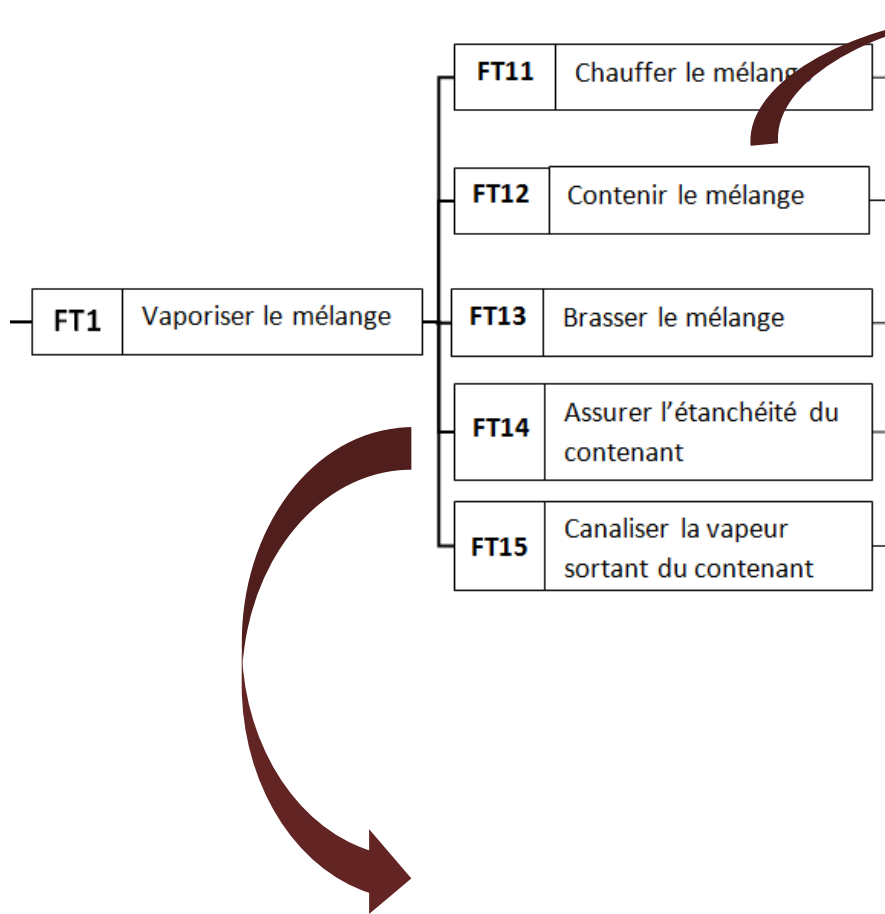 FT11 Chauffer le mélange
FT12 Contenir le mélange
FT1 Vaporiser le mélange
FT13 Brasser le mélange
FT14 Assurer l'étanchéité du
contenant
FT15 Canaliser la vapeur
sortant du contenant